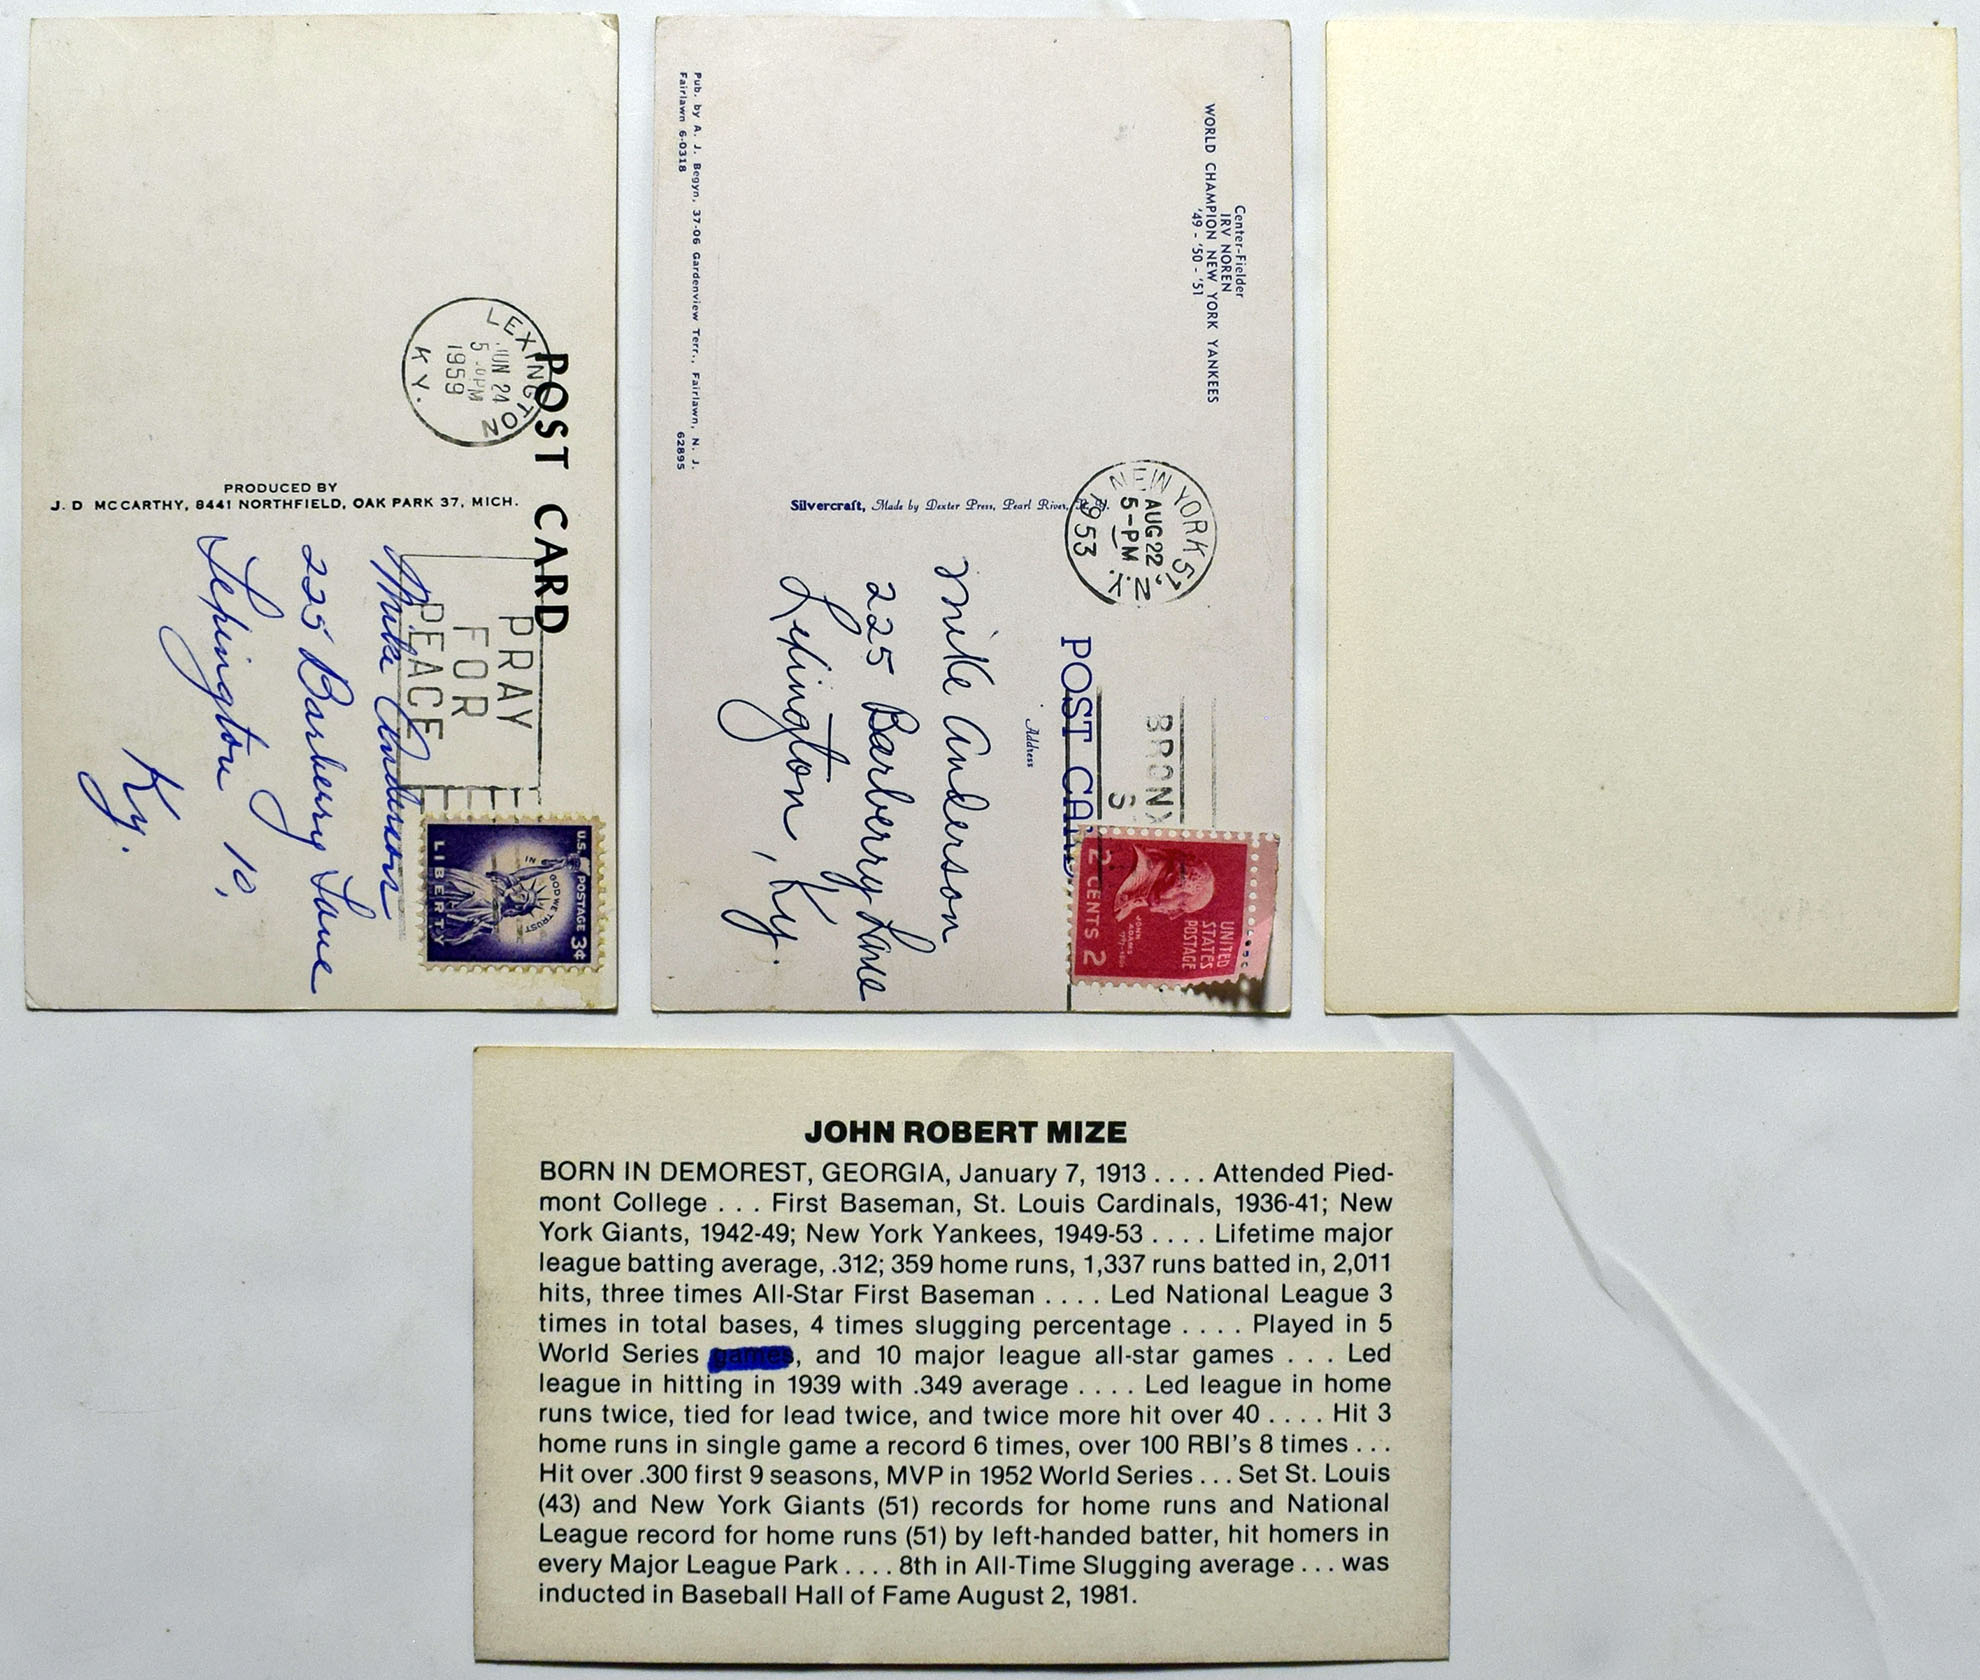 POST CARD
LEXINGTON
JUN 24
5 PM
1959
KY.
PRAY
FOR
PEACE
U.S. POSTAGE 3¢
IN GOD WE TRUST
LIBERTY
PRODUCED BY
J. D MCCARTHY, 8441 NORTHFIELD, OAK PARK 37, MICH.
Mike Anderson
225 Barberry Lane
Lexington 10,
Ky.
Center-Fielder
IRV NOREN
WORLD CHAMPION NEW YORK YANKEES
'49 - '50 - '51
NEW YORK 51, N.Y.
AUG 22
5-PM
1953
BRONX
S
POST CARD
Address
UNITED
STATES
POSTAGE
JOHN
ADAMS
2 CENTS 2
Silvercraft, Made by Dexter Press, Pearl River, N. Y.
Mike Anderson
225 Barberry Lane
Lexington, Ky.
Pub. by A. J. Begyn, 37-06 Gardenview Terr., Fairlawn, N. J.
Fairlawn 6-0318 62895
JOHN ROBERT MIZE
BORN IN DEMOREST, GEORGIA, January 7, 1913 . . . . Attended Pied-
mont College . . . First Baseman, St. Louis Cardinals, 1936-41; New
York Giants, 1942-49; New York Yankees, 1949-53 . . . . Lifetime major
league batting average, .312; 359 home runs, 1,337 runs batted in, 2,011
hits, three times All-Star First Baseman . . . . Led National League 3
times in total bases, 4 times slugging percentage . . . . Played in 5
World Series games, and 10 major league all-star games . . . Led
league in hitting in 1939 with .349 average . . . . Led league in home
runs twice, tied for lead twice, and twice more hit over 40 . . . . Hit 3
home runs in single game a record 6 times, over 100 RBI's 8 times . . .
Hit over .300 first 9 seasons, MVP in 1952 World Series . . . Set St. Louis
(43) and New York Giants (51) records for home runs and National
League record for home runs (51) by left-handed batter, hit homers in
every Major League Park . . . . 8th in All-Time Slugging average . . . was
inducted in Baseball Hall of Fame August 2, 1981.